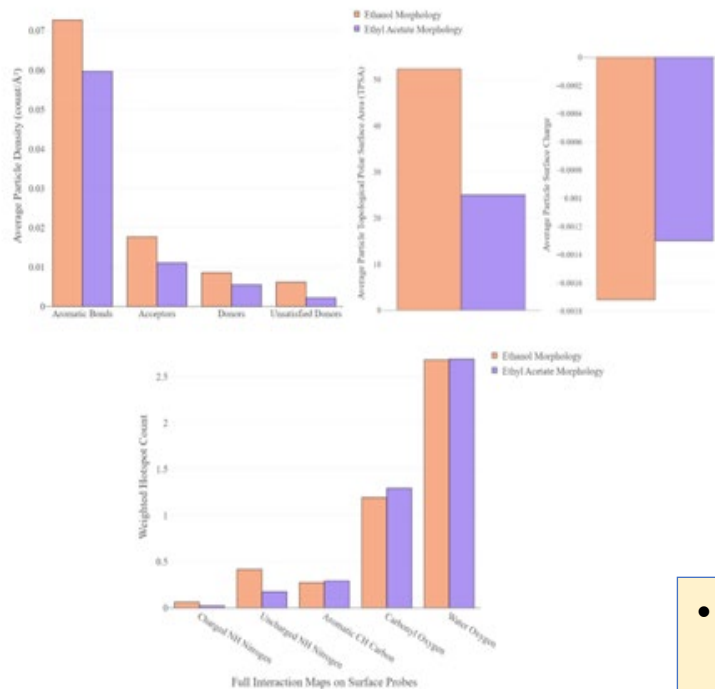 Ethanol Morphology
Ethyl Acetate Morphology
Average Particle Density (count/Å²)
0.07
0.06
0.05
0.04
0.03
0.02
0.01
0
Aromatic Bonds
Acceptors
Donors
Unsatisfied Donors
Average Particle Topological Polar Surface Area (TPSA)
50
40
30
20
10
0
Average Particle Surface Charge
0
−0.0002
−0.0004
−0.0006
−0.0008
−0.001
−0.0012
−0.0014
−0.0016
−0.0018
Ethanol Morphology
Ethyl Acetate Morphology
Weighted Hotspot Count
2.5
2
1.5
1
0.5
0
Charged NH Nitrogen
Uncharged NH Nitrogen
Aromatic CH Carbon
Carbonyl Oxygen
Water Oxygen
Full Interaction Maps on Surface Probes
•